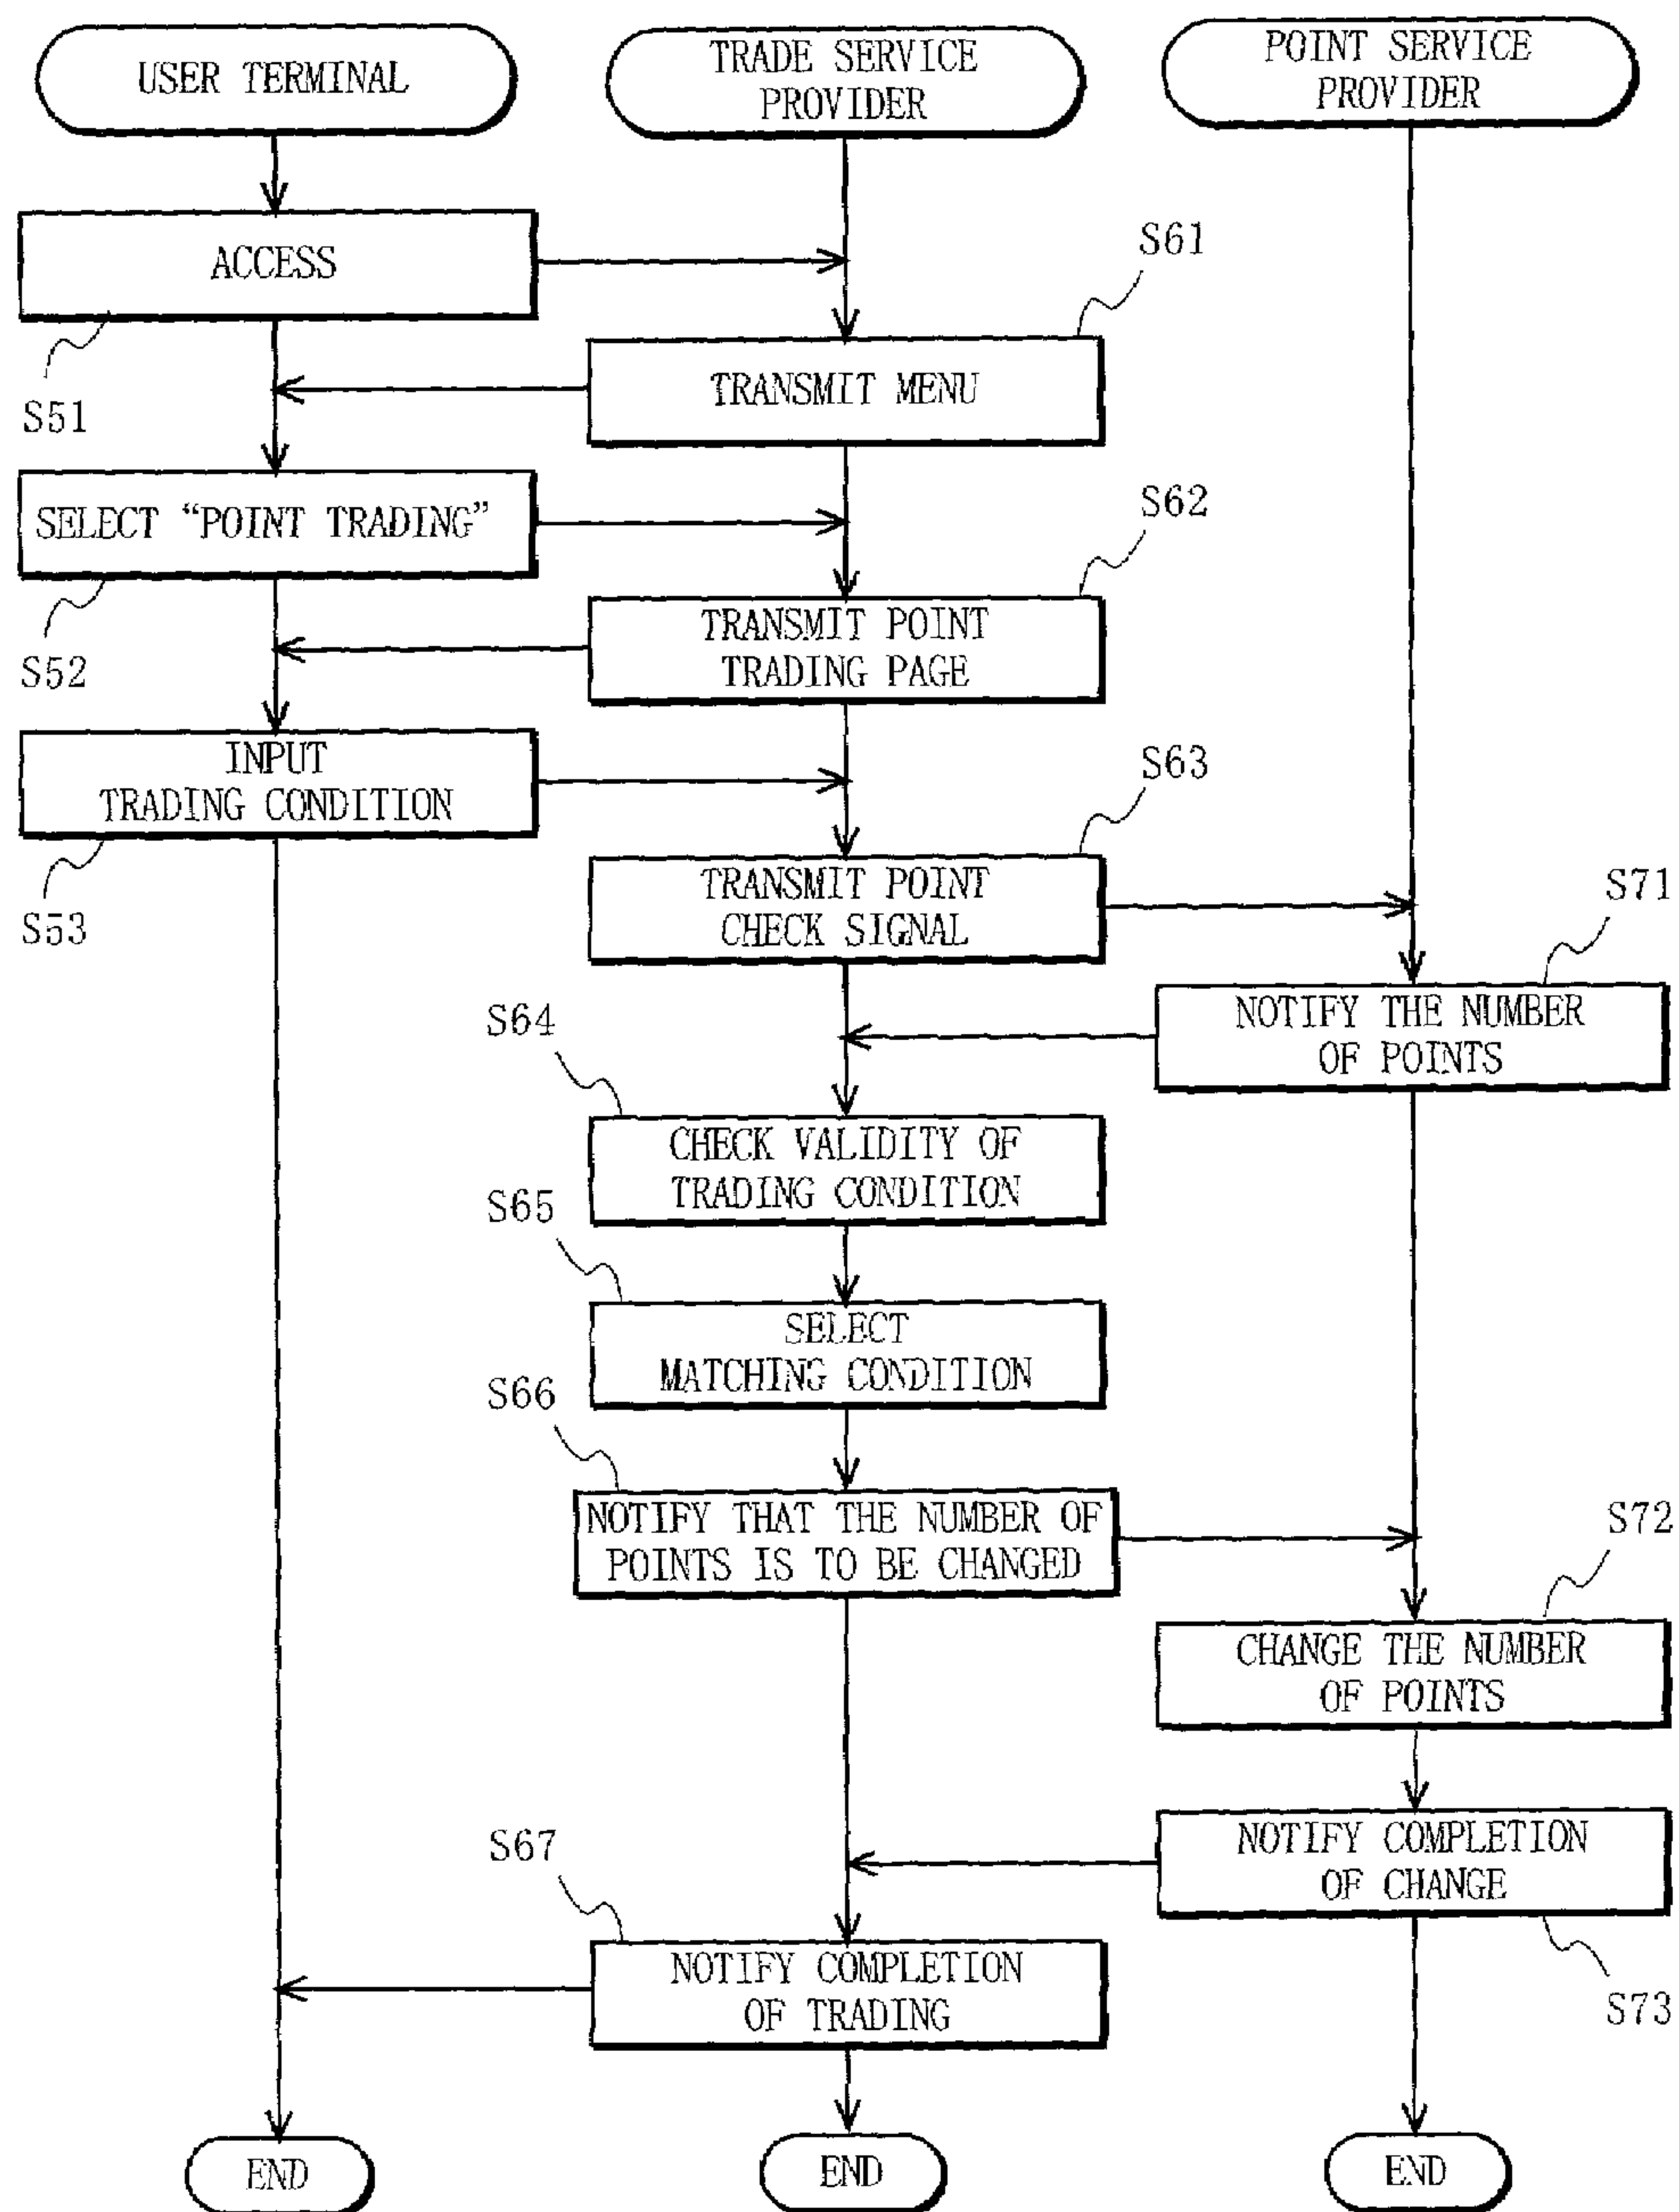 USER TERMINAL
TRADE SERVICE
PROVIDER
POINT SERVICE
PROVIDER
ACCESS
S51
S61
TRANSMIT MENU
SELECT “POINT TRADING”
S52
S62
TRANSMIT POINT
TRADING PAGE
INPUT
TRADING CONDITION
S53
S63
TRANSMIT POINT
CHECK SIGNAL
S71
NOTIFY THE NUMBER
OF POINTS
S64
CHECK VALIDITY OF
TRADING CONDITION
S65
SELECT
MATCHING CONDITION
S66
NOTIFY THAT THE NUMBER OF
POINTS IS TO BE CHANGED
S72
CHANGE THE NUMBER
OF POINTS
NOTIFY COMPLETION
OF CHANGE
S73
S67
NOTIFY COMPLETION
OF TRADING
END
END
END